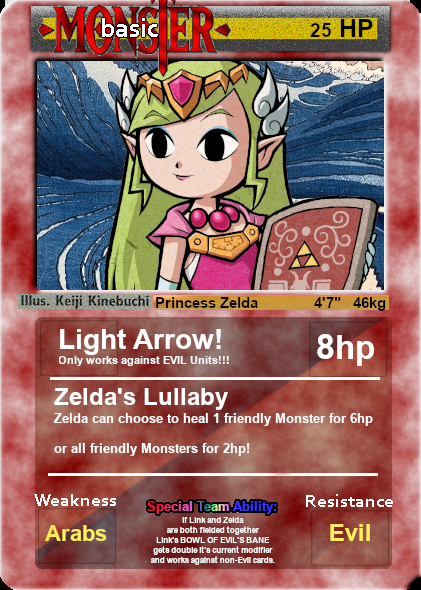 MONSTER
basic
25 HP
Illus. Keiji Kinebuchi
Princess Zelda 4'7" 46kg
Light Arrow!
Only works against EVIL Units!!!
8hp
Zelda's Lullaby
Zelda can choose to heal 1 friendly Monster for 6hp
or all friendly Monsters for 2hp!
Weakness
Arabs
Special Team Ability:
If Link and Zelda
are both fielded together
Link's BOWL OF EVIL'S BANE
gets double it's current modifier
and works against non-Evil cards.
Resistance
Evil